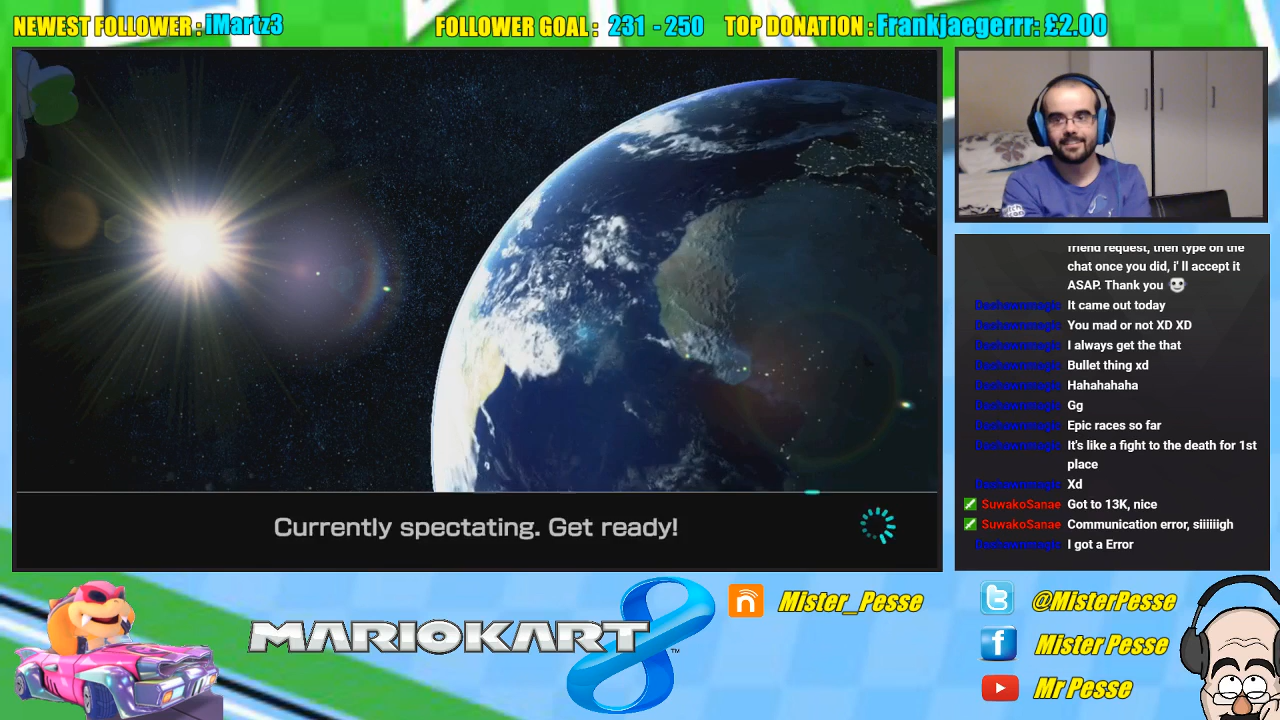 NEWEST FOLLOWER : iMartz3
FOLLOWER GOAL : 231 - 250
TOP DONATION : Frankjaegerrr: £2.00
friend request, then type on the
chat once you did, i' ll accept it
ASAP. Thank you
It came out today
You mad or not XD XD
I always get the that
Bullet thing xd
Hahahahaha
Gg
Epic races so far
It's like a fight to the death for 1st
place
Xd
SuwakoSanae Got to 13K, nice
SuwakoSanae Communication error, siiiiiigh
I got a Error
Currently spectating. Get ready!
MARIOKART 8 ™
Mister_Pesse
@MisterPesse
Mister Pesse
Mr Pesse